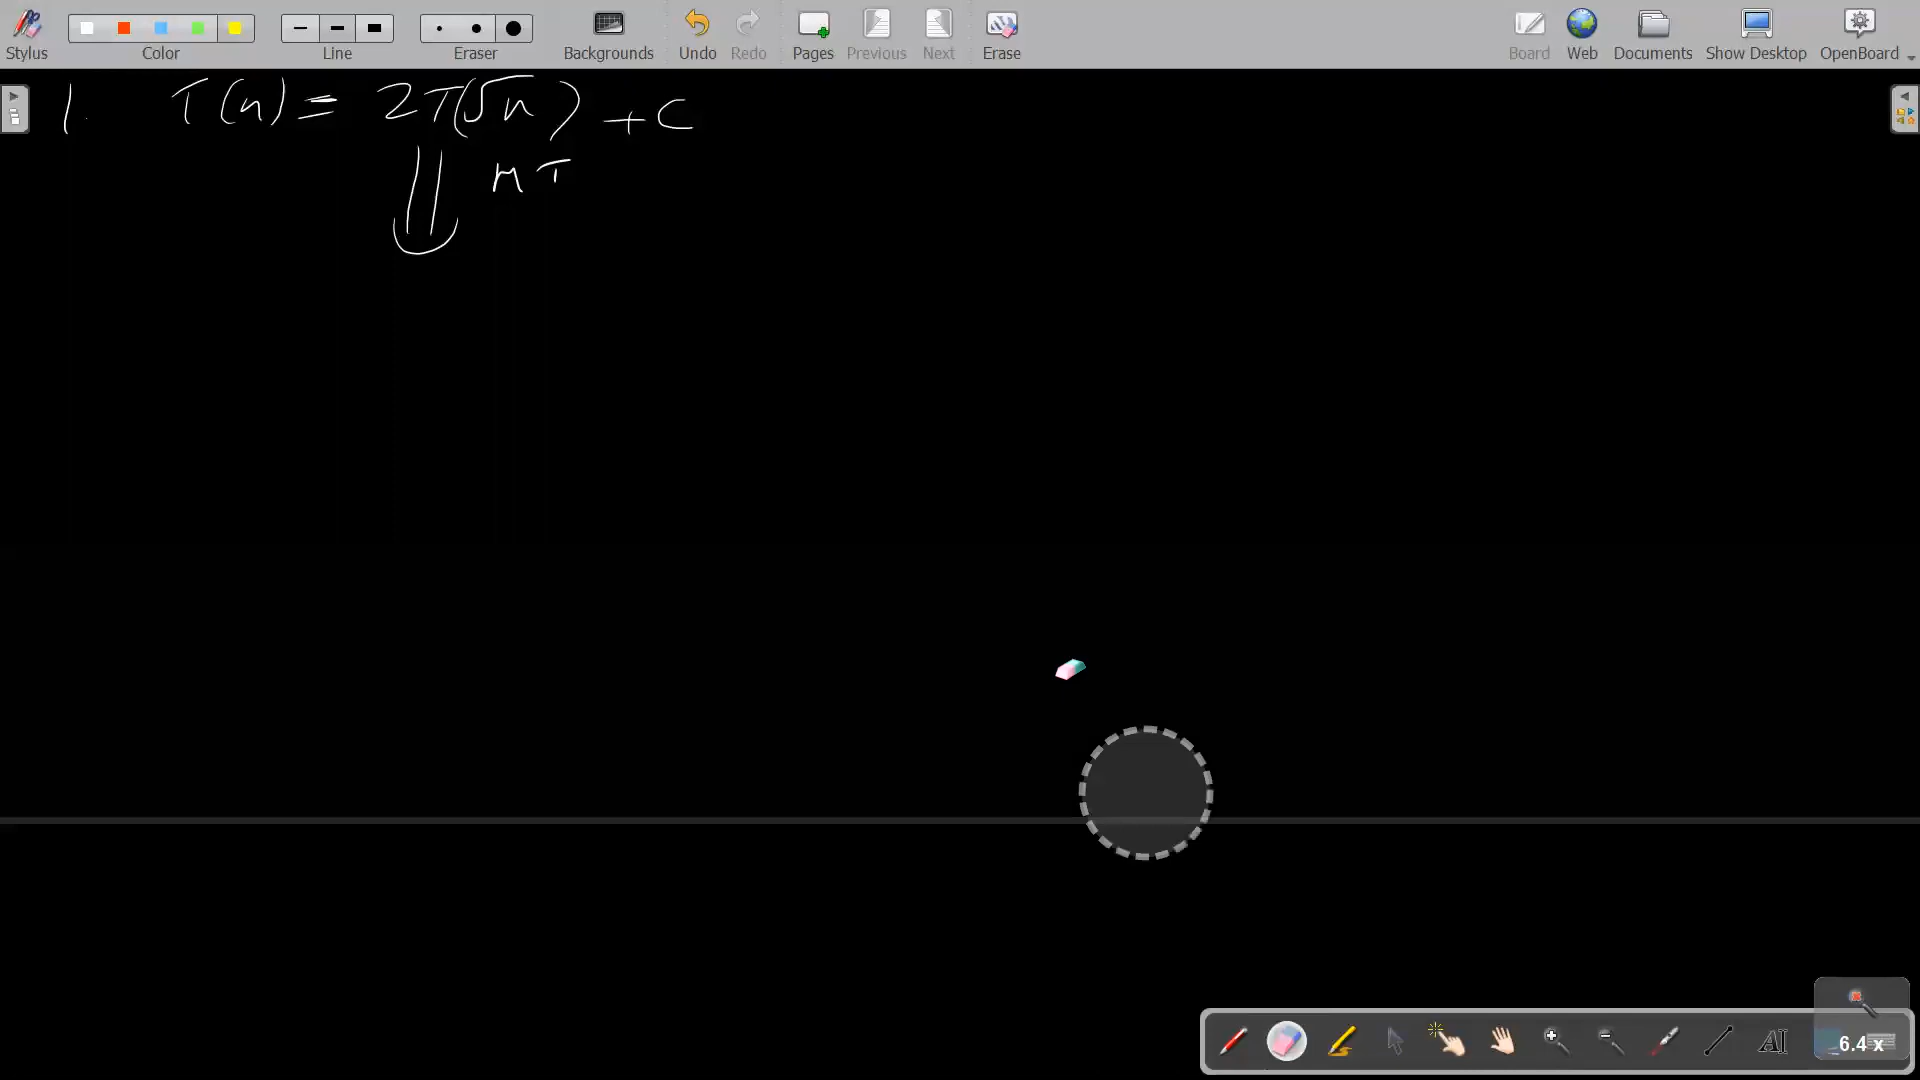 Stylus Color Line Eraser Backgrounds Undo Redo Pages Previous Next Erase Board Web Documents Show Desktop OpenBoard
1. T(n) = 2T(√n) + C
MT
6.4 x